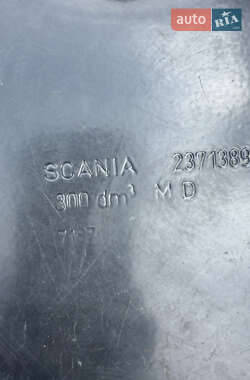 AUTO RIA
SCANIA 2371389
300 dm³ M D